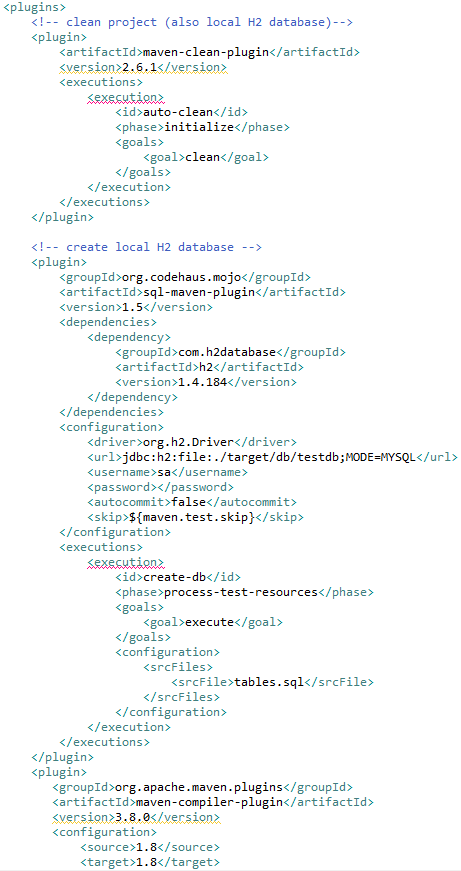 <plugins>
    <!-- clean project (also local H2 database)-->
    <plugin>
        <artifactId>maven-clean-plugin</artifactId>
        <version>2.6.1</version>
        <executions>
            <execution>
                <id>auto-clean</id>
                <phase>initialize</phase>
                <goals>
                    <goal>clean</goal>
                </goals>
            </execution>
        </executions>
    </plugin>

    <!-- create local H2 database -->
    <plugin>
        <groupId>org.codehaus.mojo</groupId>
        <artifactId>sql-maven-plugin</artifactId>
        <version>1.5</version>
        <dependencies>
            <dependency>
                <groupId>com.h2database</groupId>
                <artifactId>h2</artifactId>
                <version>1.4.184</version>
            </dependency>
        </dependencies>
        <configuration>
            <driver>org.h2.Driver</driver>
            <url>jdbc:h2:file:./target/db/testdb;MODE=MYSQL</url>
            <username>sa</username>
            <password></password>
            <autocommit>false</autocommit>
            <skip>${maven.test.skip}</skip>
        </configuration>
        <executions>
            <execution>
                <id>create-db</id>
                <phase>process-test-resources</phase>
                <goals>
                    <goal>execute</goal>
                </goals>
                <configuration>
                    <srcFiles>
                        <srcFile>tables.sql</srcFile>
                    </srcFiles>
                </configuration>
            </execution>
        </executions>
    </plugin>
    <plugin>
       <groupId>org.apache.maven.plugins</groupId>
       <artifactId>maven-compiler-plugin</artifactId>
       <version>3.8.0</version>
       <configuration>
           <source>1.8</source>
           <target>1.8</target>